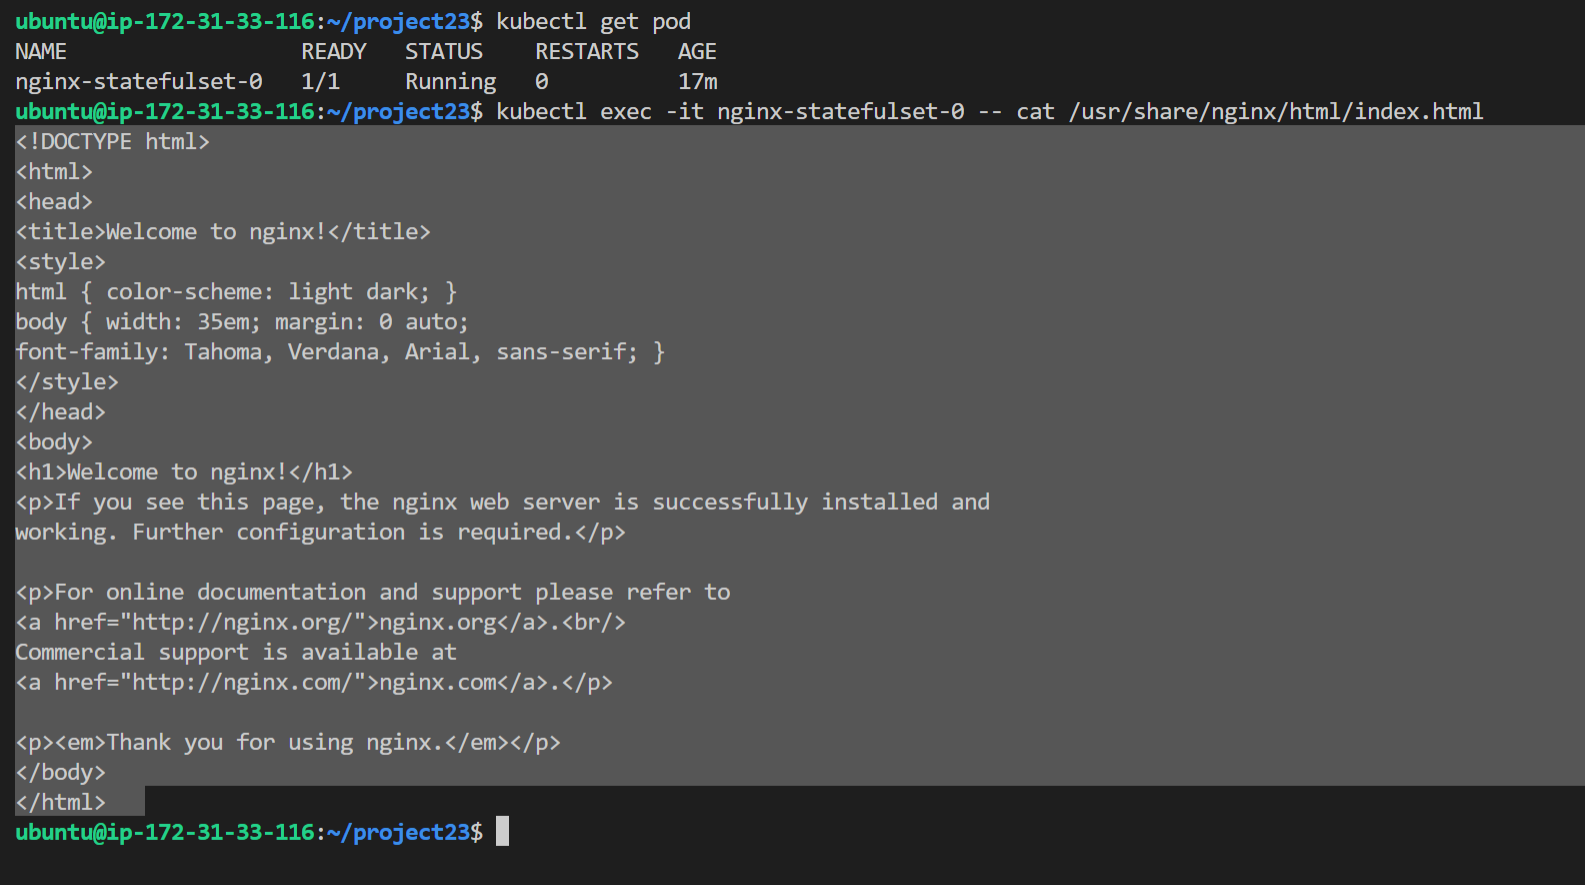 ubuntu@ip-172-31-33-116:~/project23$ kubectl get pod
NAME                  READY   STATUS    RESTARTS   AGE
nginx-statefulset-0   1/1     Running   0          17m
ubuntu@ip-172-31-33-116:~/project23$ kubectl exec -it nginx-statefulset-0 -- cat /usr/share/nginx/html/index.html
<!DOCTYPE html>
<html>
<head>
<title>Welcome to nginx!</title>
<style>
html { color-scheme: light dark; }
body { width: 35em; margin: 0 auto;
font-family: Tahoma, Verdana, Arial, sans-serif; }
</style>
</head>
<body>
<h1>Welcome to nginx!</h1>
<p>If you see this page, the nginx web server is successfully installed and
working. Further configuration is required.</p>

<p>For online documentation and support please refer to
<a href="http://nginx.org/">nginx.org</a>.<br/>
Commercial support is available at
<a href="http://nginx.com/">nginx.com</a>.</p>

<p><em>Thank you for using nginx.</em></p>
</body>
</html>
ubuntu@ip-172-31-33-116:~/project23$